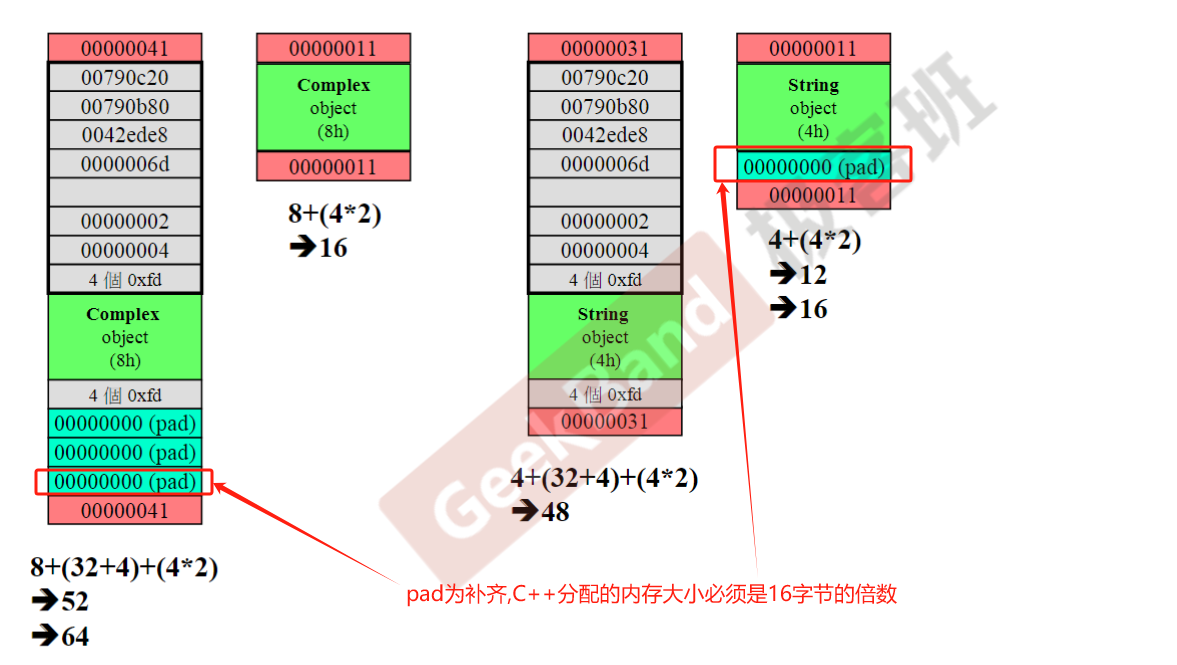 00000041
00790c20
00790b80
0042ede8
0000006d
00000002
00000004
4 個 0xfd
Complex
object
(8h)
4 個 0xfd
00000000 (pad)
00000000 (pad)
00000000 (pad)
00000041
8+(32+4)+(4*2)
➔52
➔64
00000011
Complex
object
(8h)
00000011
8+(4*2)
➔16
00000031
00790c20
00790b80
0042ede8
0000006d
00000002
00000004
4 個 0xfd
String
object
(4h)
4 個 0xfd
00000031
4+(32+4)+(4*2)
➔48
00000011
String
object
(4h)
00000000 (pad)
00000011
4+(4*2)
➔12
➔16
pad为补齐,C++分配的内存大小必须是16字节的倍数
GeekBand
极客班